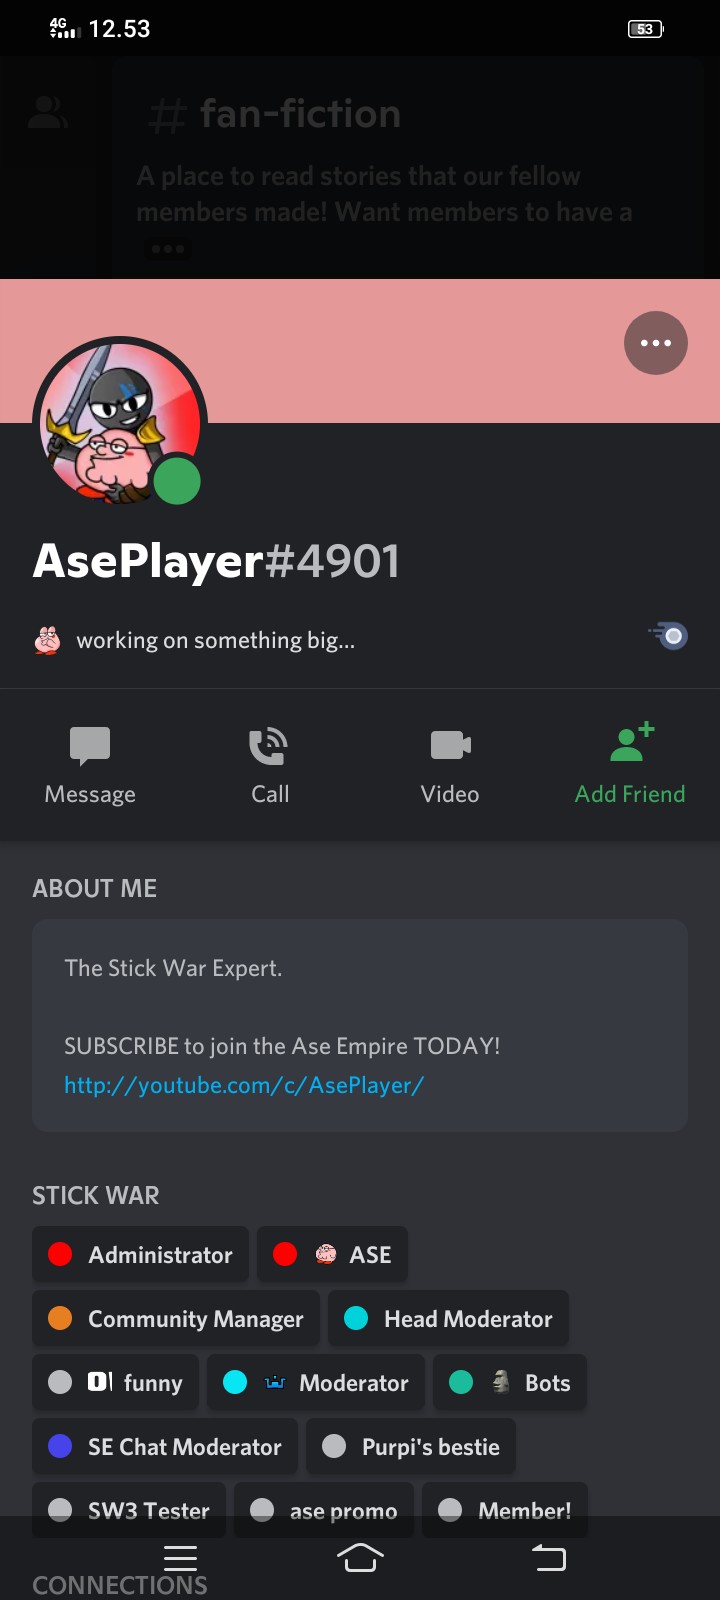 4G 12.53 53
# fan-fiction
A place to read stories that our fellow
members made! Want members to have a
AsePlayer#4901
working on something big...
Message Call Video Add Friend
ABOUT ME
The Stick War Expert.
SUBSCRIBE to join the Ase Empire TODAY!
http://youtube.com/c/AsePlayer/
STICK WAR
Administrator ASE
Community Manager Head Moderator
funny Moderator Bots
SE Chat Moderator Purpi's bestie
SW3 Tester ase promo Member!
CONNECTIONS